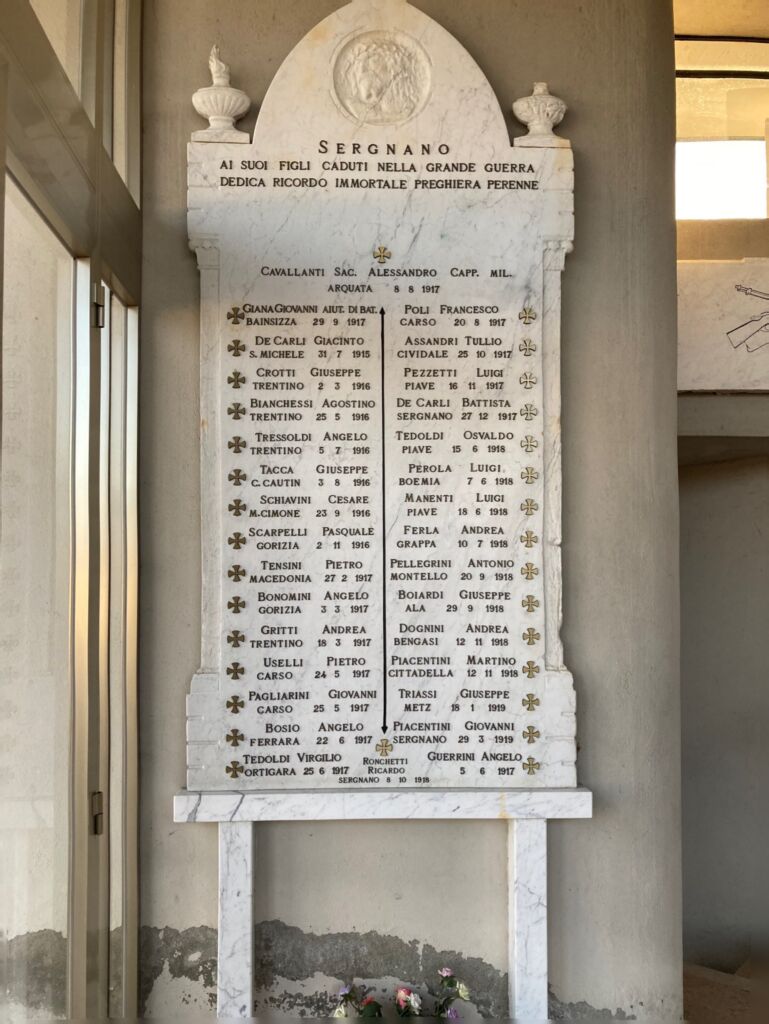 SERGNANO
AI SUOI FIGLI CADUTI NELLA GRANDE GUERRA
DEDICA RICORDO IMMORTALE PREGHIERA PERENNE
CAVALLANTI SAC. ALESSANDRO CAPP. MIL.
ARQUATA 8 8 1917
GIANA GIOVANNI AIUT. DI BAT.
BAINSIZZA 29 9 1917
DE CARLI GIACINTO
S. MICHELE 31 7 1915
CROTTI GIUSEPPE
TRENTINO 2 3 1916
BIANCHESSI AGOSTINO
TRENTINO 25 5 1916
TRESSOLDI ANGELO
TRENTINO 5 7 1916
TACCA GIUSEPPE
C. CAUTIN 3 8 1916
SCHIAVINI CESARE
M. CIMONE 23 9 1916
SCARPELLI PASQUALE
GORIZIA 2 11 1916
TENSINI PIETRO
MACEDONIA 27 2 1917
BONOMINI ANGELO
GORIZIA 3 3 1917
GRITTI ANDREA
TRENTINO 18 3 1917
USELLI PIETRO
CARSO 24 5 1917
PAGLIARINI GIOVANNI
CARSO 25 5 1917
BOSIO ANGELO
FERRARA 22 6 1917
TEDOLDI VIRGILIO
ORTIGARA 25 6 1917
POLI FRANCESCO
CARSO 20 8 1917
ASSANDRI TULLIO
CIVIDALE 25 10 1917
PEZZETTI LUIGI
PIAVE 16 11 1917
DE CARLI BATTISTA
SERGNANO 27 12 1917
TEDOLDI OSVALDO
PIAVE 15 6 1918
PEROLA LUIGI
BOEMIA 7 6 1918
MANENTI LUIGI
PIAVE 18 6 1918
FERLA ANDREA
GRAPPA 10 7 1918
PELLEGRINI ANTONIO
MONTELLO 20 9 1918
BOIARDI GIUSEPPE
ALA 29 9 1918
DOGNINI ANDREA
BENGASI 12 11 1918
PIACENTINI MARTINO
CITTADELLA 12 11 1918
TRIASSI GIUSEPPE
METZ 18 1 1919
PIACENTINI GIOVANNI
SERGNANO 29 3 1919
GUERRINI ANGELO
5 6 1917
RONCHETTI
RICARDO
SERGNANO 8 10 1918